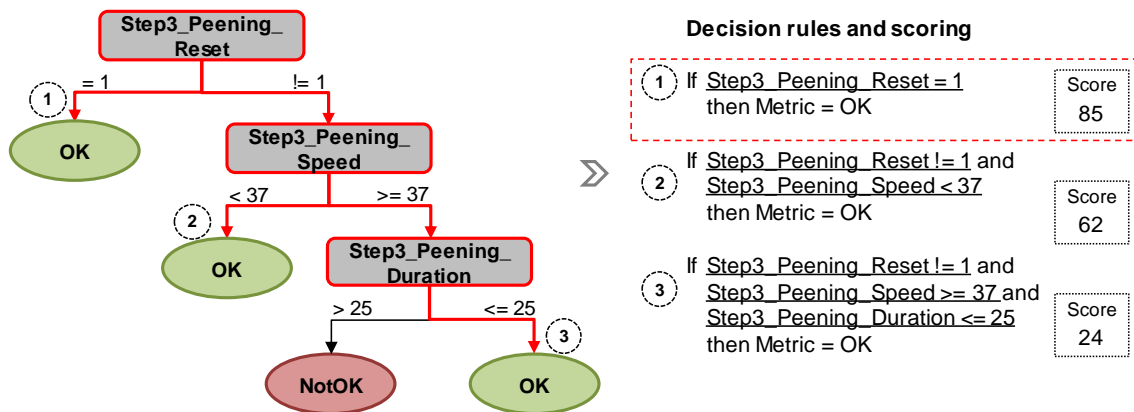 Step3_Peening_
Reset
= 1
!= 1
1
OK
Step3_Peening_
Speed
< 37
>= 37
2
OK
Step3_Peening_
Duration
> 25
<= 25
3
NotOK
OK
Decision rules and scoring
1
If Step3_Peening_Reset = 1
then Metric = OK
Score
85
2
If Step3_Peening_Reset != 1 and
Step3_Peening_Speed < 37
then Metric = OK
Score
62
3
If Step3_Peening_Reset != 1 and
Step3_Peening_Speed >= 37 and
Step3_Peening_Duration <= 25
then Metric = OK
Score
24